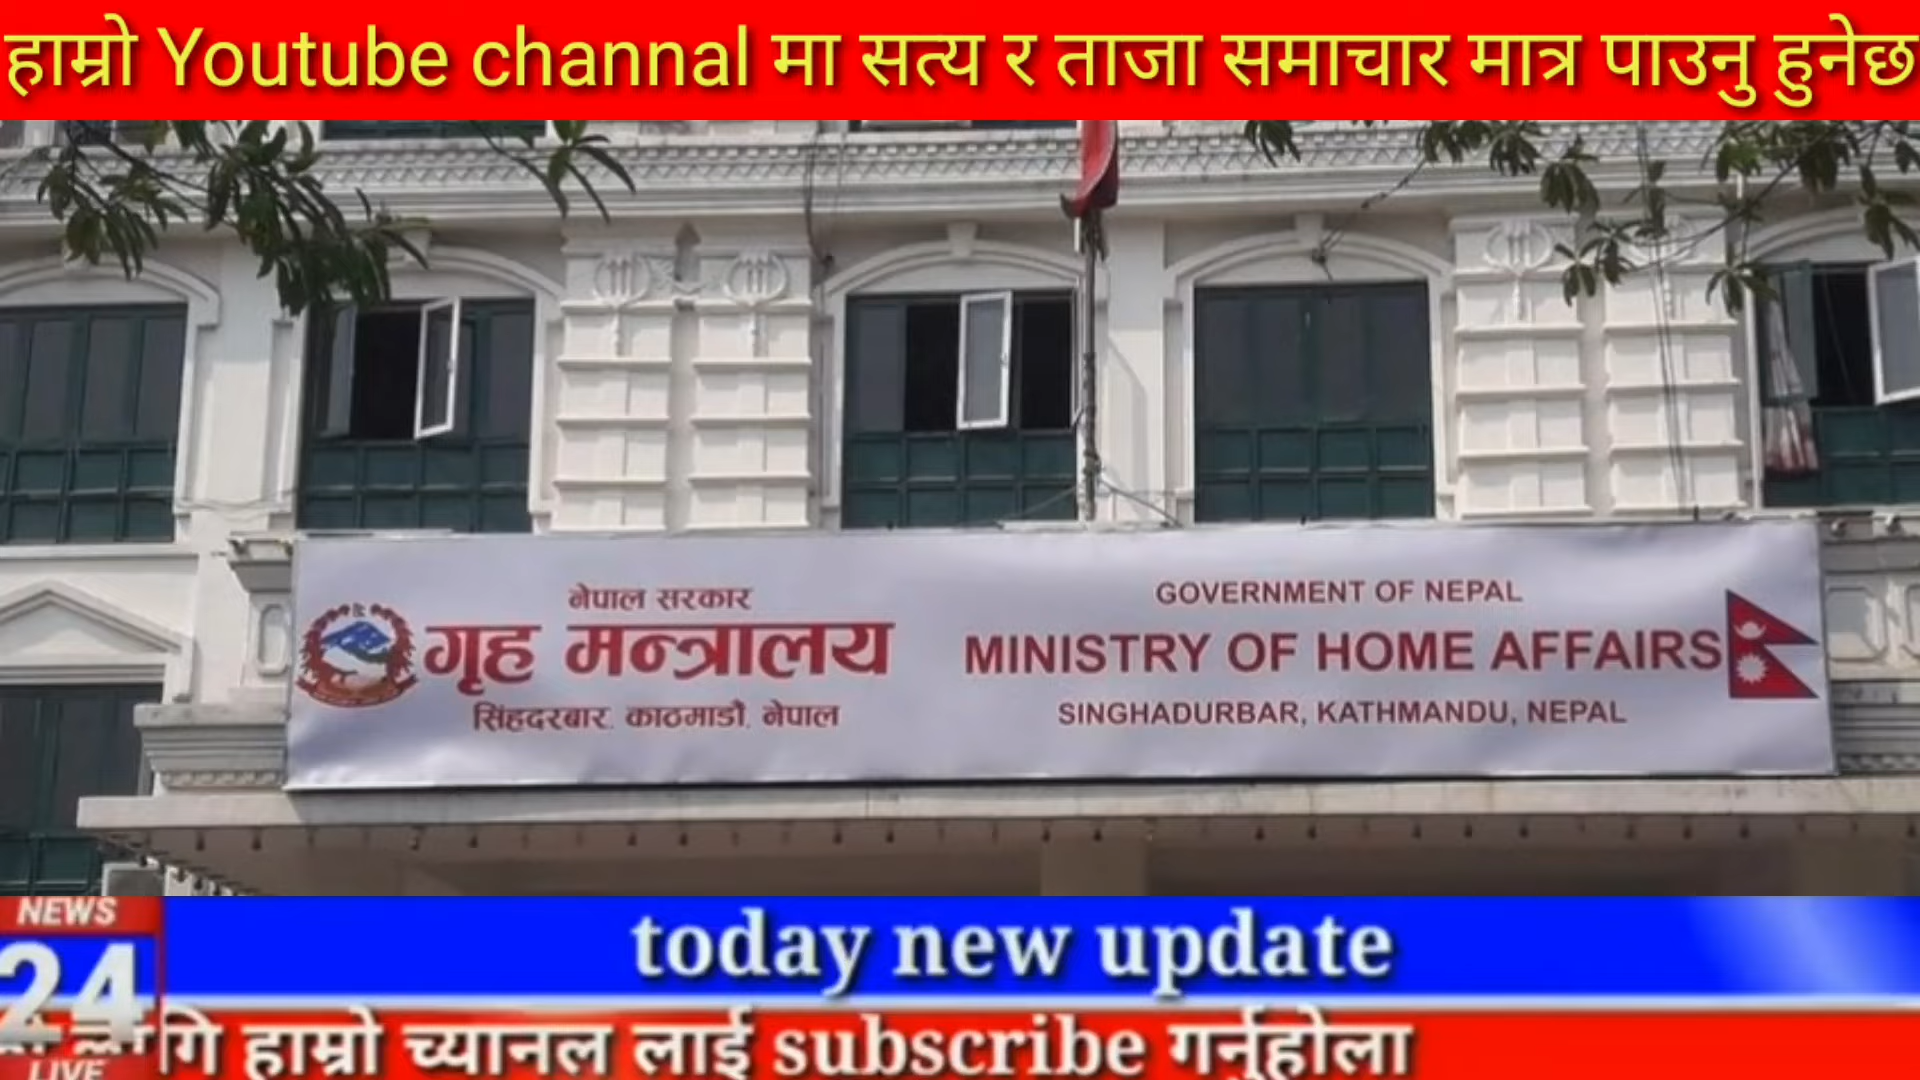 हाम्रो Youtube channal मा सत्य र ताजा समाचार मात्र पाउनु हुनेछ
नेपाल सरकार
गृह मन्त्रालय
सिंहदरबार, काठमाडौं, नेपाल
GOVERNMENT OF NEPAL
MINISTRY OF HOME AFFAIRS
SINGHADURBAR, KATHMANDU, NEPAL
NEWS
24
LIVE
today new update
हाम्रो च्यानल लाई subscribe गर्नुहोला